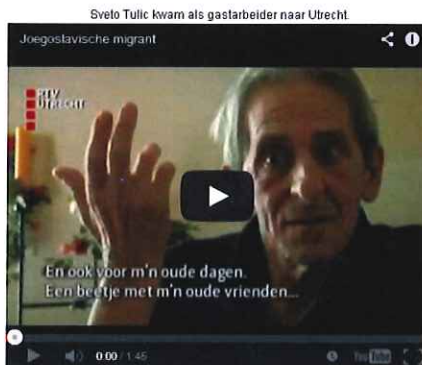 Sveto Tulic kwam als gastarbeider naar Utrecht.
Joegoslavische migrant
RTV
UTRECHT
En ook voor m'n oude dagen.
Een beetje met m'n oude vrienden...
0:00 / 1:45
YouTube